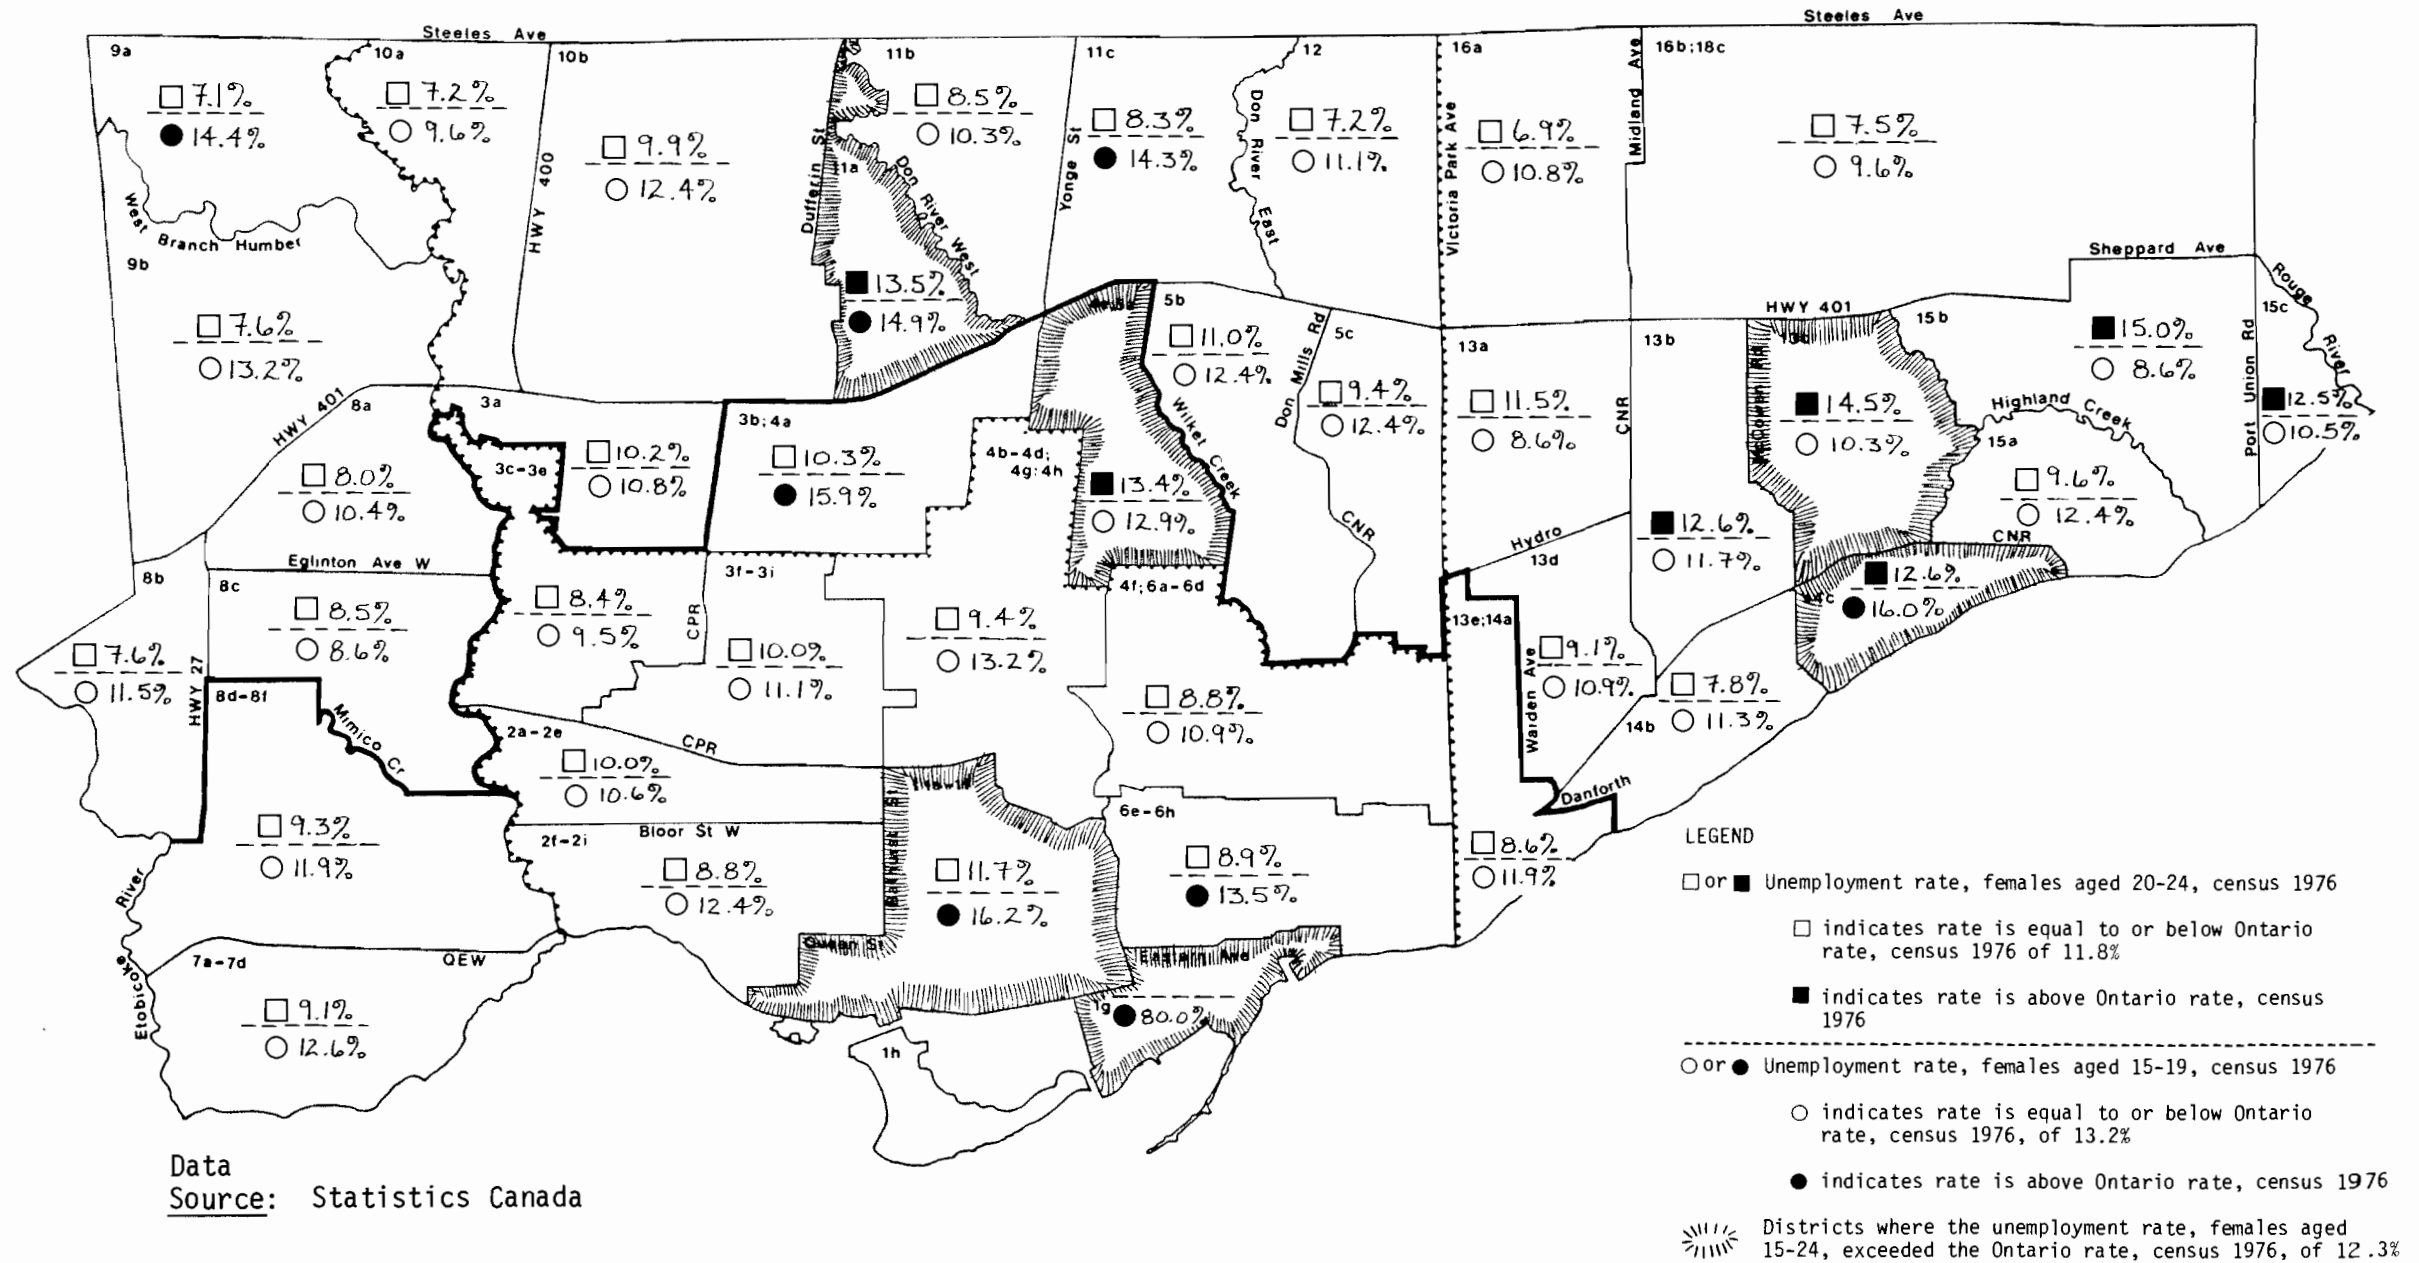 Steeles Ave
Steeles Ave
9a
10a
10b
11b
11c
12
16a
Midland Ave
16b;18c
7.1%
14.4%
7.2%
9.6%
9.9%
12.4%
8.5%
10.3%
8.3%
14.3%
7.2%
11.1%
6.9%
10.8%
7.5%
9.6%
HWY 400
Dufferin St
11a
Don River West
Yonge St
Don River East
Victoria Park Ave
West Branch Humber
9b
7.6%
13.2%
13.5%
14.9%
Sheppard Ave
Rouge River
HWY 401
5b
11.0%
12.4%
Don Mills Rd
5c
9.4%
12.4%
13a
11.5%
8.6%
CNR
13b
McCowan Rd
14.5%
10.3%
15b
15.0%
8.6%
Port Union Rd
15c
12.5%
10.5%
HWY 401
8a
3a
8.0%
10.4%
3c-3e
10.2%
10.8%
3b;4a
10.3%
15.9%
4b-4d;
4g;4h
13.4%
12.9%
Wilket Creek
CNR
Highland Creek
15a
9.6%
12.4%
CNR
Hydro
13d
12.6%
11.7%
Eglinton Ave W
8b
8c
8.5%
8.6%
8.4%
9.5%
CPR
3f-3i
10.0%
11.1%
9.4%
13.2%
4f;6a-6d
8.8%
10.9%
13e;14a
Warden Ave
9.1%
10.9%
14c
12.6%
16.0%
7.8%
11.3%
14b
7.6%
11.5%
HWY 27
8d-8f
Mimico Cr
9.3%
11.9%
2a-2e
CPR
10.0%
10.6%
Bloor St W
2f-2i
8.8%
12.4%
Bathurst St
11.7%
16.2%
Queen St
6e-6h
8.9%
13.5%
Danforth
8.6%
11.9%
Eastern Ave
1g
80.0%
1h
Etobicoke River
7a-7d
QEW
9.1%
12.6%
LEGEND
or Unemployment rate, females aged 20-24, census 1976
indicates rate is equal to or below Ontario
rate, census 1976 of 11.8%
indicates rate is above Ontario rate, census
1976
or Unemployment rate, females aged 15-19, census 1976
indicates rate is equal to or below Ontario
rate, census 1976, of 13.2%
indicates rate is above Ontario rate, census 1976
Districts where the unemployment rate, females aged
15-24, exceeded the Ontario rate, census 1976, of 12.3%
Data
Source: Statistics Canada